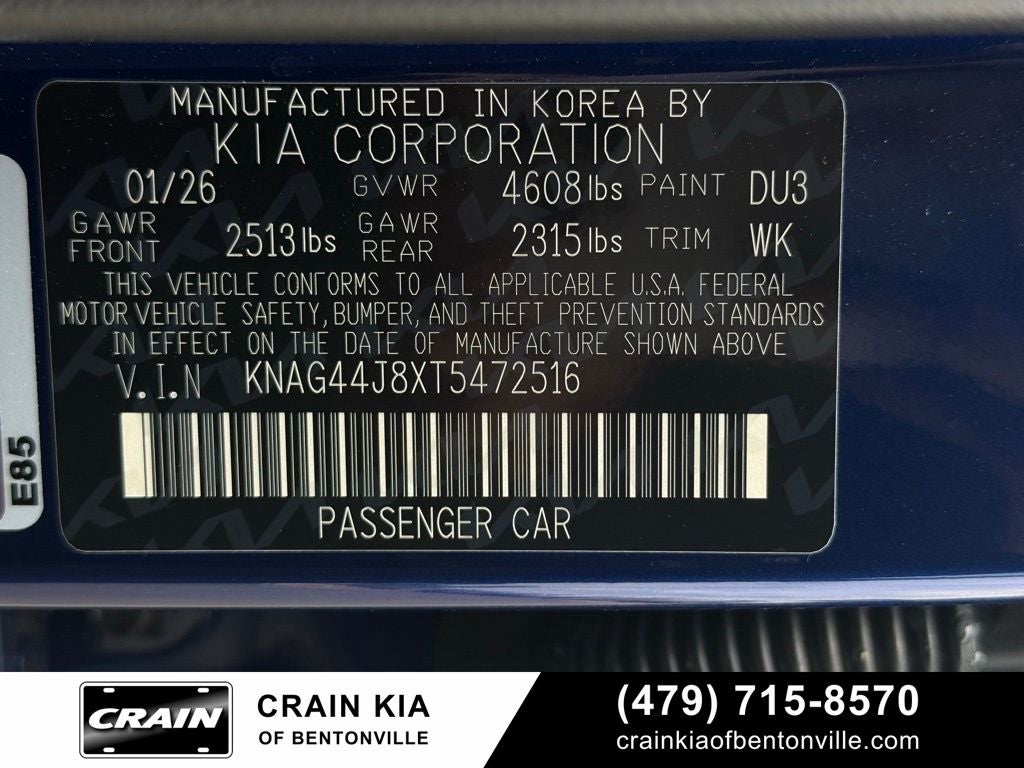 MANUFACTURED IN KOREA BY
KIA CORPORATION
01/26 GVWR 4608 lbs PAINT DU3
GAWR FRONT 2513 lbs GAWR REAR 2315 lbs TRIM WK
THIS VEHICLE CONFORMS TO ALL APPLICABLE U.S.A. FEDERAL
MOTOR VEHICLE SAFETY, BUMPER, AND THEFT PREVENTION STANDARDS
IN EFFECT ON THE DATE OF MANUFACTURE SHOWN ABOVE
V.I.N KNAG44J8XT5472516
PASSENGER CAR
E85
CRAIN
CRAIN KIA
OF BENTONVILLE
(479) 715-8570
crainkiaofbentonville.com